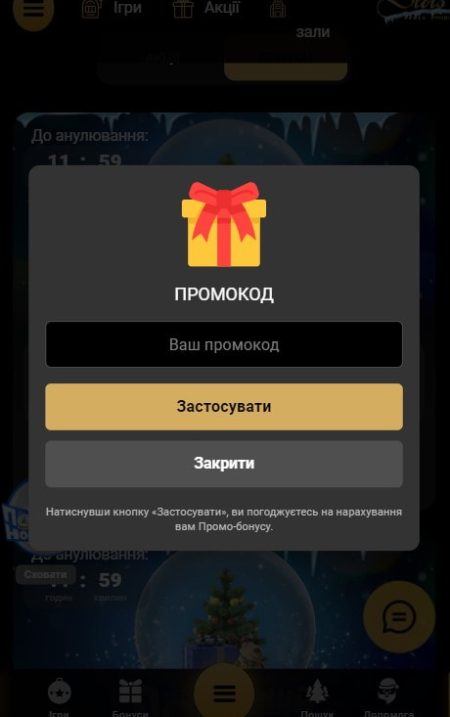 Ігри
Акції
зали
До анулювання:
11 : 59
ПРОМОКОД
Ваш промокод
Застосувати
Закрити
Натиснувши кнопку «Застосувати», ви погоджуєтесь на нарахування
вам Промо-бонусу.
До анулювання:
Сховати
: 59
годин хвилин
Ігри Бонуси Пошук Допомога